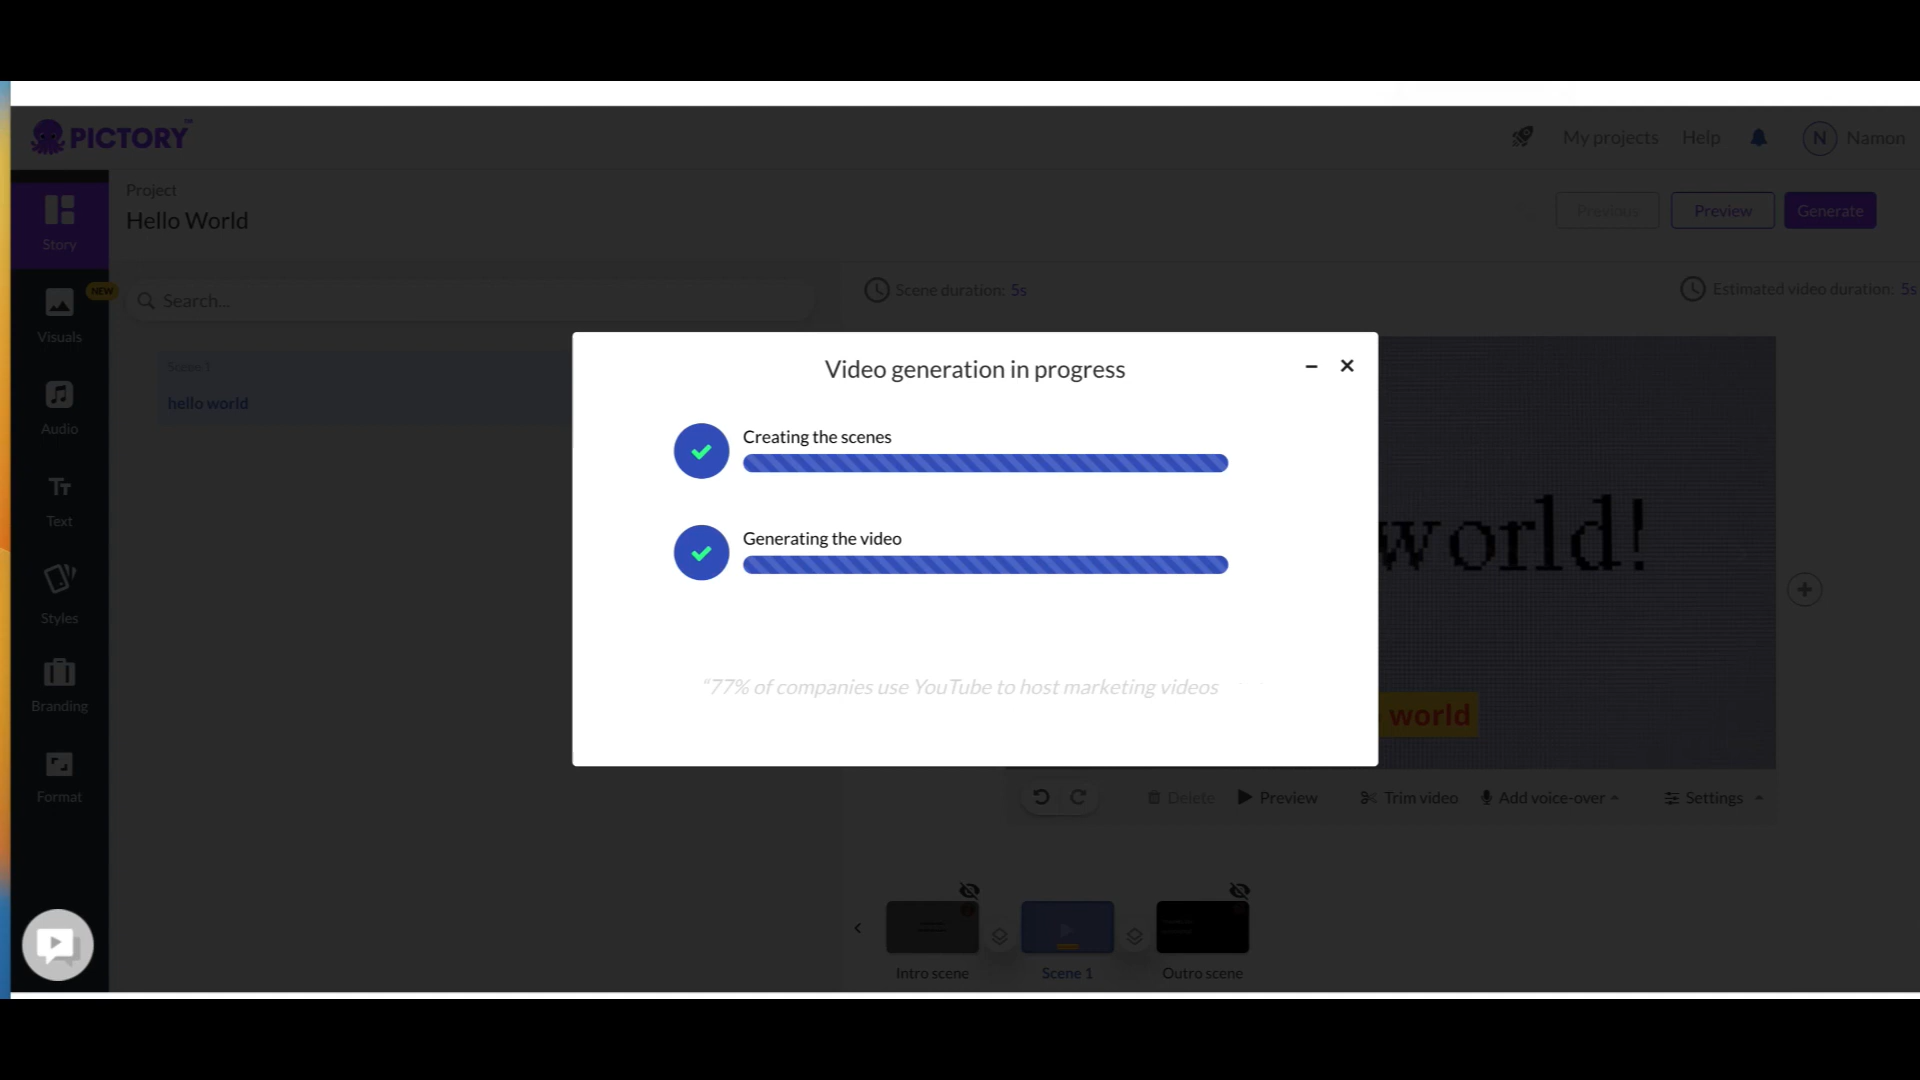 PICTORY
My projects
Help
N
Namon
Project
Hello World
Previous
Preview
Generate
Story
NEW
Visuals
Audio
Text
Styles
Branding
Format
Search...
Scene duration: 5s
Estimated video duration: 5s
Scene 1
hello world
Video generation in progress
Creating the scenes
Generating the video
“77% of companies use YouTube to host marketing videos
world!
world
Delete
Preview
Trim video
Add voice-over
Settings
Intro scene
Scene 1
Outro scene